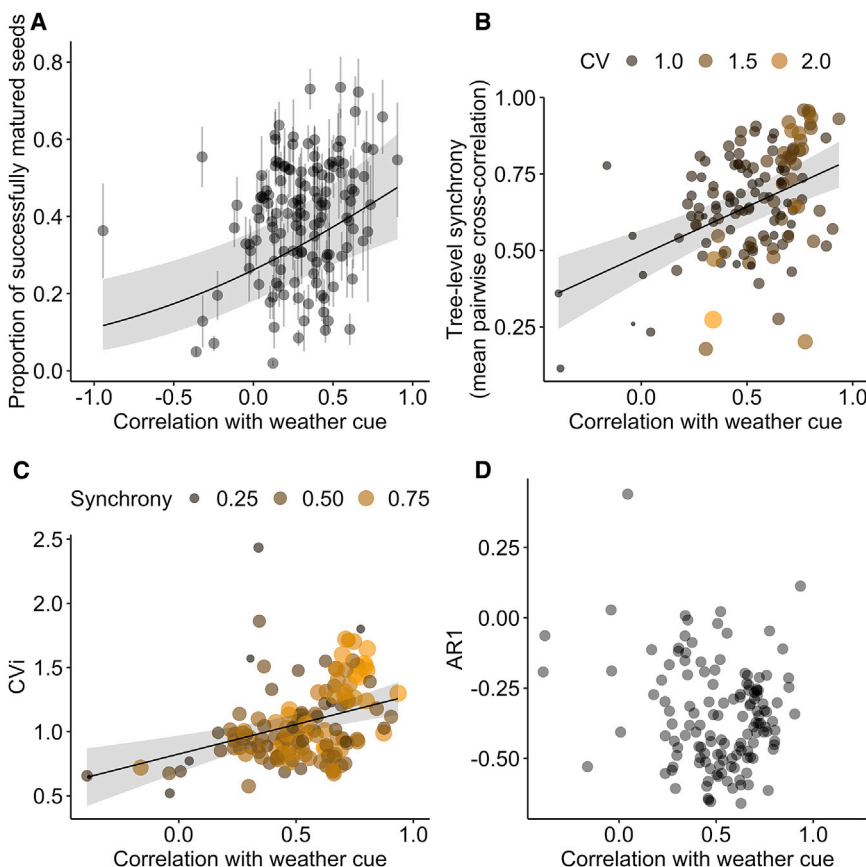 A
Proportion of successfully matured seeds
0.8
0.6
0.4
0.2
0.0
-1.0 -0.5 0.0 0.5 1.0
Correlation with weather cue
B
CV 1.0 1.5 2.0
Tree-level synchrony
(mean pairwise cross-correlation)
1.00
0.75
0.50
0.25
0.0 0.5 1.0
Correlation with weather cue
C
Synchrony 0.25 0.50 0.75
CVi
2.5
2.0
1.5
1.0
0.5
0.0 0.5 1.0
Correlation with weather cue
D
AR1
0.25
0.00
-0.25
-0.50
0.0 0.5 1.0
Correlation with weather cue